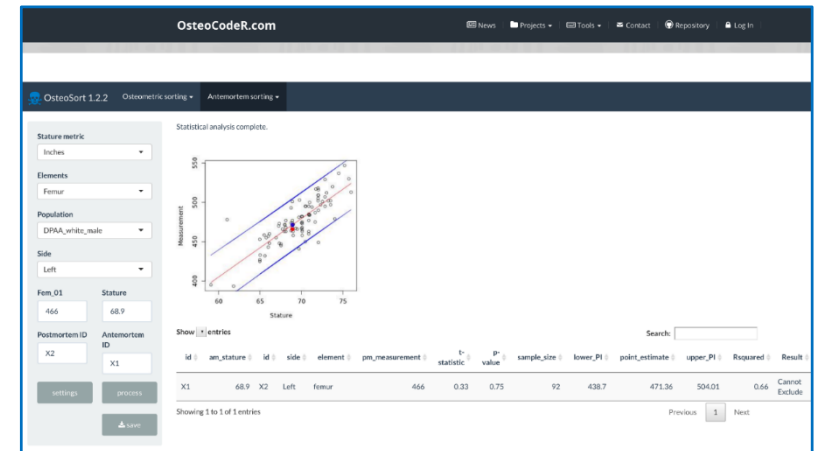 OsteoCodeR.com News Projects Tools Contact Repository Log In
OsteoSort 1.2.2 Osteometric sorting Antemortem sorting
Statistical analysis complete.
Stature metric
Inches
Elements
Femur
Population
DPAA_white_male
Side
Left
Fem_01 Stature
466 68.9
Postmortem ID Antemortem ID
X2 X1
settings process
save
Measurement
550
500
450
400
60 65 70 75
Stature
Show entries Search:
id am_stature id side element pm_measurement t-statistic p-value sample_size lower_PI point_estimate upper_PI Rsquared Result
X1 68.9 X2 Left femur 466 0.33 0.75 92 438.7 471.36 504.01 0.66 Cannot Exclude
Showing 1 to 1 of 1 entries Previous 1 Next